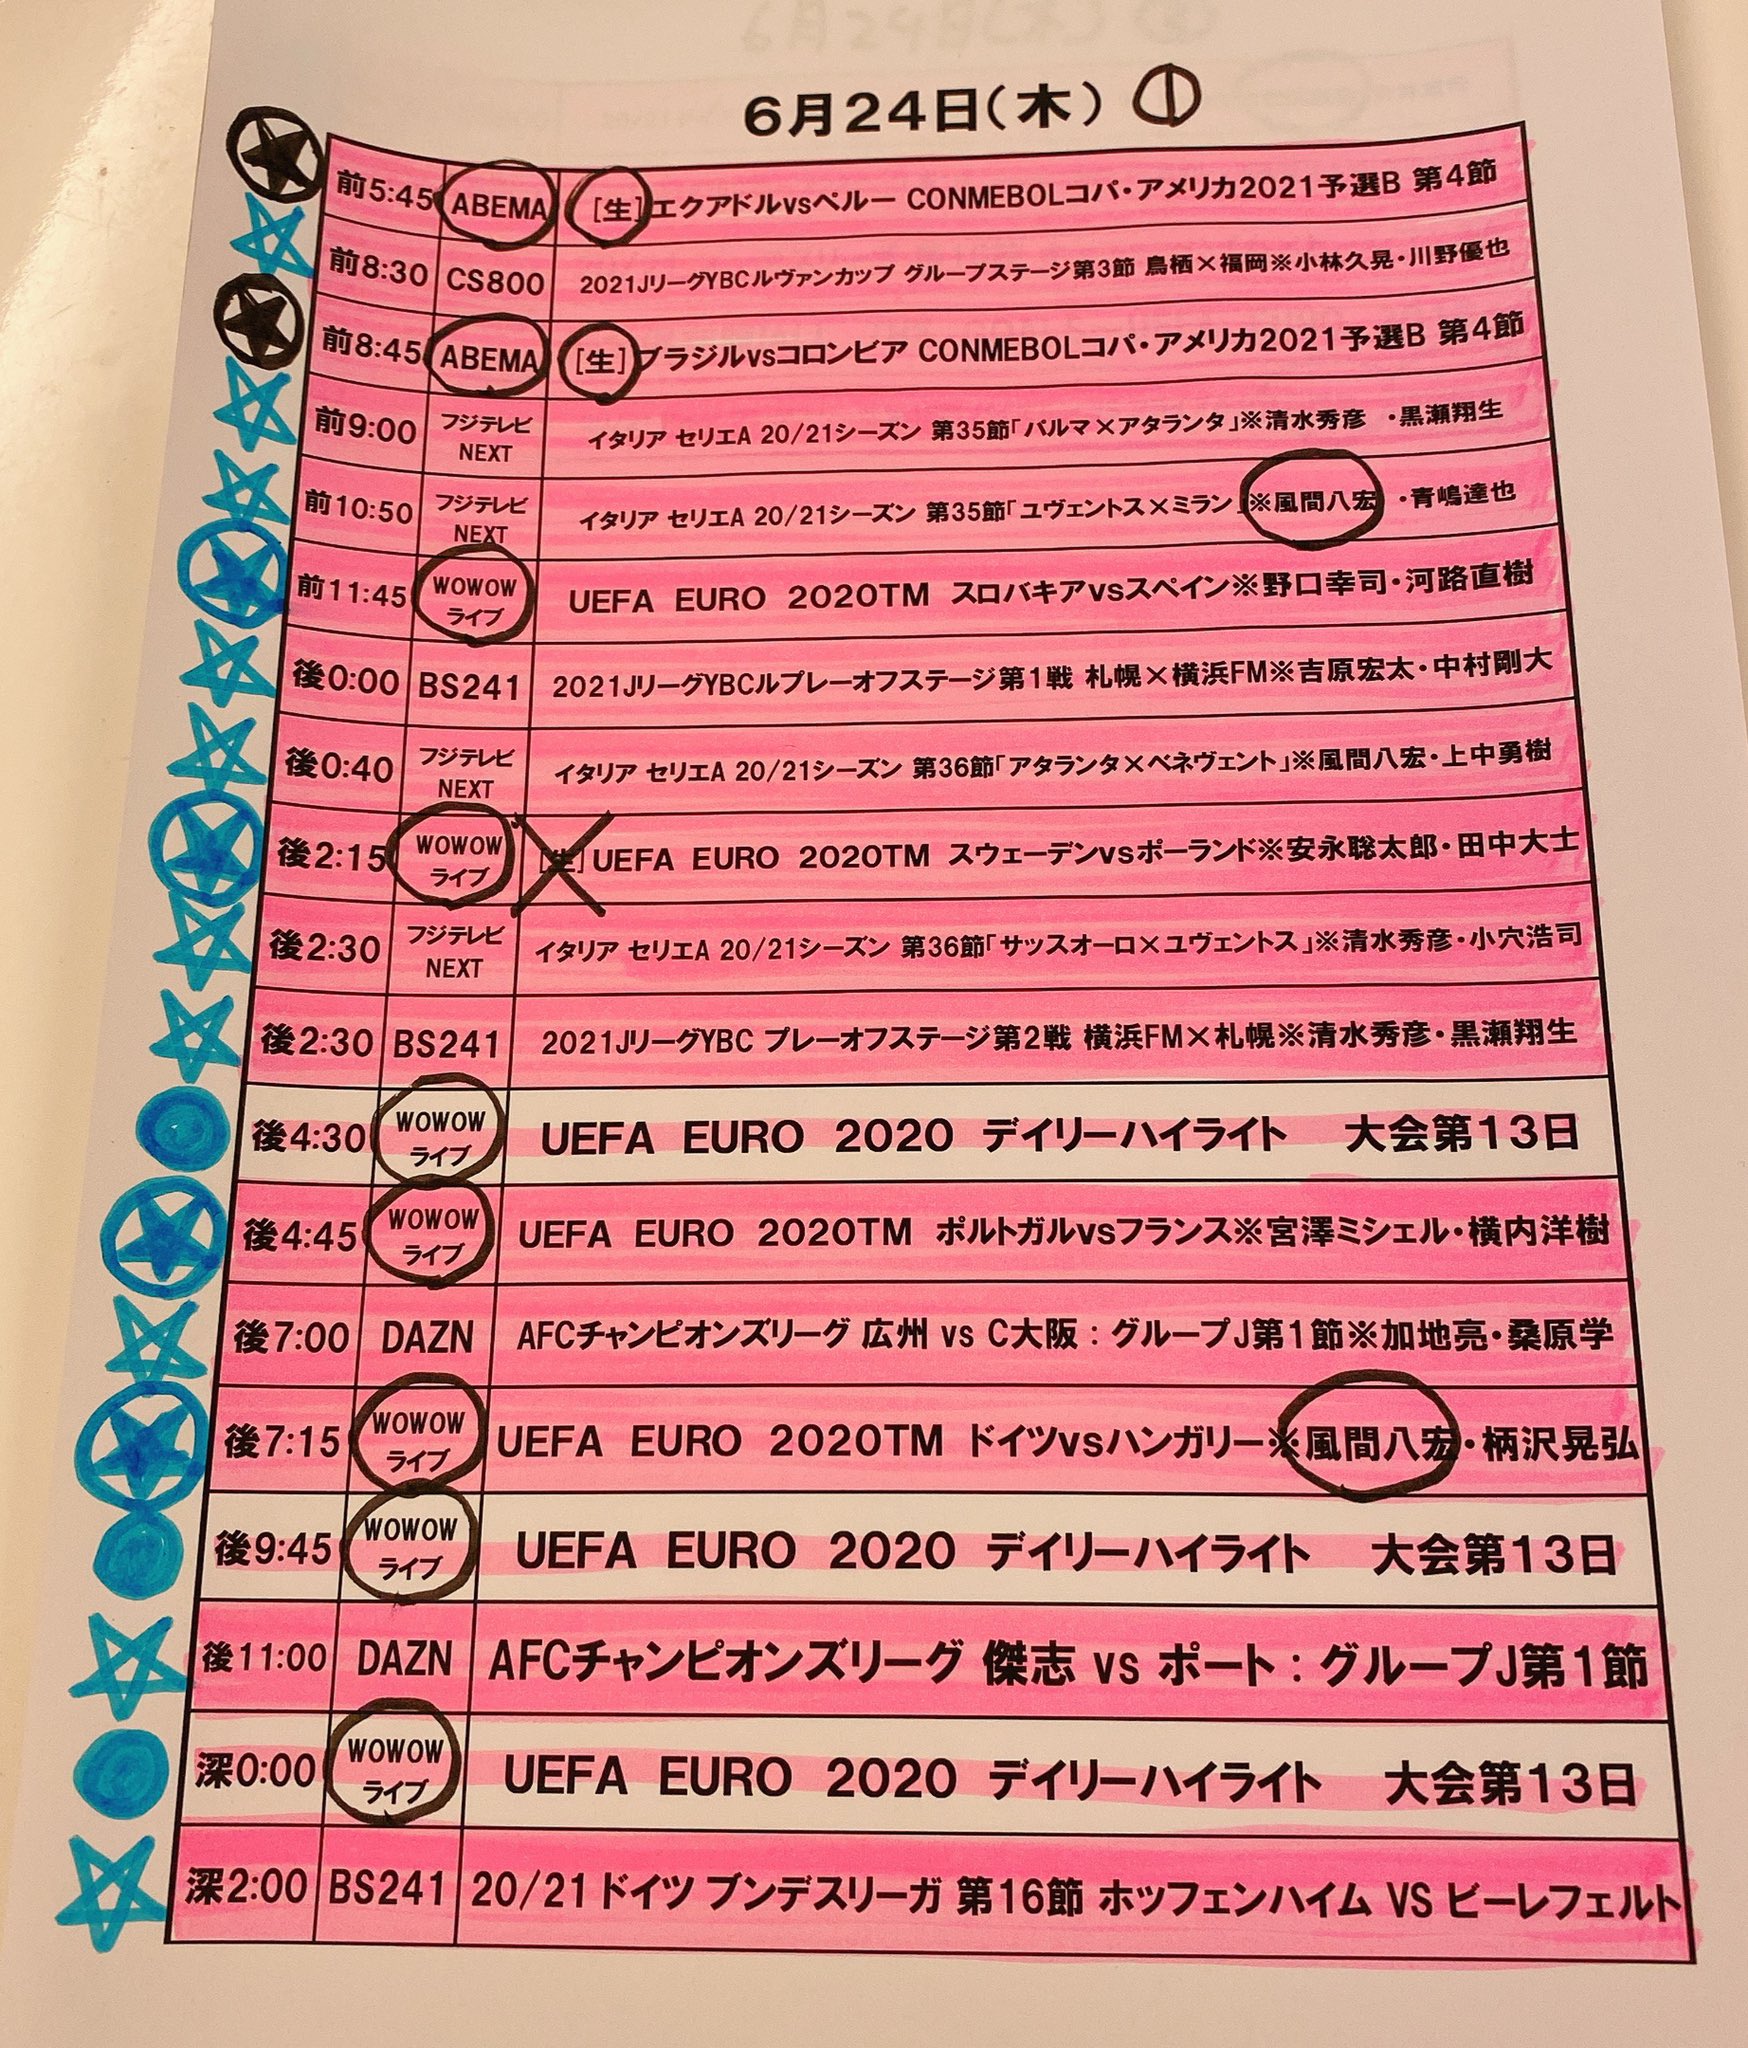 6月24日(木) ①
前5:45 ABEMA [生]エクアドルvsペルー CONMEBOLコパ・アメリカ2021予選B 第4節
前8:30 CS800 2021JリーグYBCルヴァンカップ グループステージ第3節 鳥栖×福岡※小林久晃・川野優也
前8:45 ABEMA [生]ブラジルvsコロンビア CONMEBOLコパ・アメリカ2021予選B 第4節
前9:00 フジテレビ NEXT イタリア セリエA 20/21シーズン 第35節「パルマ×アタランタ」※清水秀彦 ・黒瀬翔生
前10:50 フジテレビ NEXT イタリア セリエA 20/21シーズン 第35節「ユヴェントス×ミラン」※風間八宏 ・青嶋達也
前11:45 WOWOW ライブ UEFA EURO 2020TM スロバキアvsスペイン※野口幸司・河路直樹
後0:00 BS241 2021JリーグYBCルプレーオフステージ第1戦 札幌×横浜FM※吉原宏太・中村剛大
後0:40 フジテレビ NEXT イタリア セリエA 20/21シーズン 第36節「アタランタ×ベネヴェント」※風間八宏・上中勇樹
後2:15 WOWOW ライブ [生]UEFA EURO 2020TM スウェーデンvsポーランド※安永聡太郎・田中大士
後2:30 フジテレビ NEXT イタリア セリエA 20/21シーズン 第36節「サッスオーロ×ユヴェントス」※清水秀彦・小穴浩司
後2:30 BS241 2021JリーグYBC プレーオフステージ第2戦 横浜FM×札幌※清水秀彦・黒瀬翔生
後4:30 WOWOW ライブ UEFA EURO 2020 デイリーハイライト 大会第13日
後4:45 WOWOW ライブ UEFA EURO 2020TM ポルトガルvsフランス※宮澤ミシェル・横内洋樹
後7:00 DAZN AFCチャンピオンズリーグ 広州 vs C大阪:グループJ第1節※加地亮・桑原学
後7:15 WOWOW ライブ UEFA EURO 2020TM ドイツvsハンガリー※風間八宏・柄沢晃弘
後9:45 WOWOW ライブ UEFA EURO 2020 デイリーハイライト 大会第13日
後11:00 DAZN AFCチャンピオンズリーグ 傑志 vs ポート:グループJ第1節
深0:00 WOWOW ライブ UEFA EURO 2020 デイリーハイライト 大会第13日
深2:00 BS241 20/21 ドイツ ブンデスリーガ 第16節 ホッフェンハイム VS ビーレフェルト